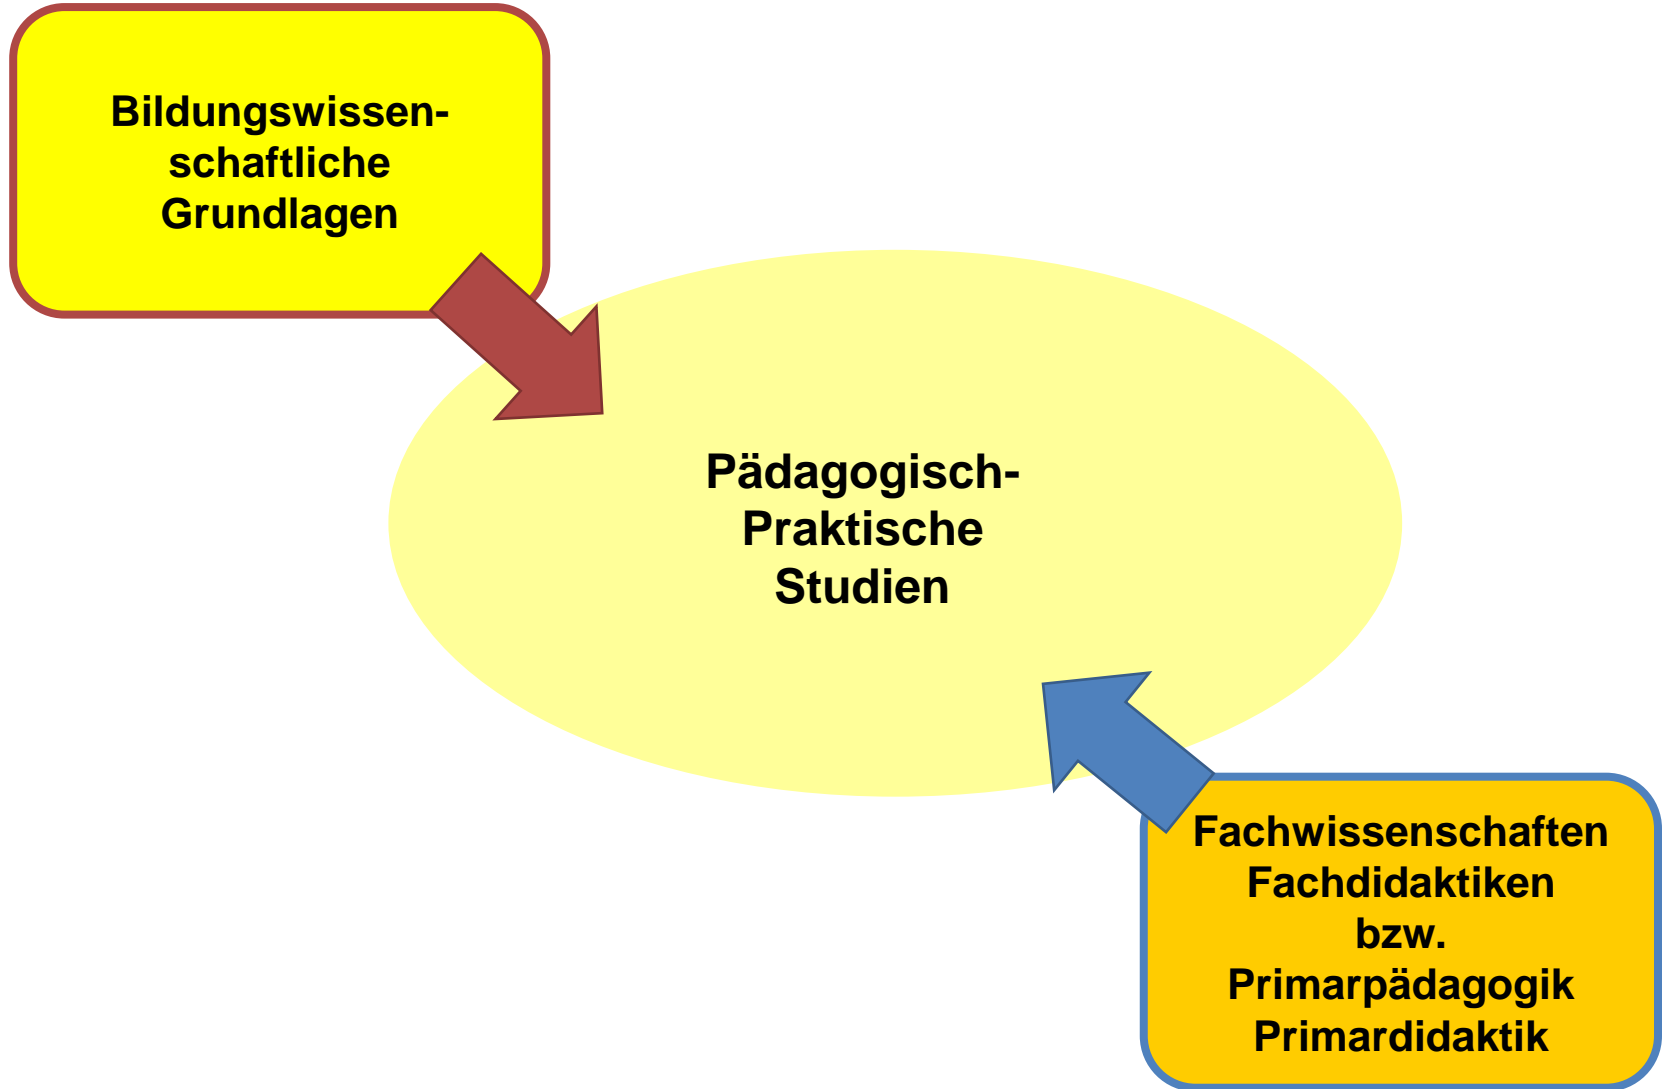 Bildungswissen-
schaftliche
Grundlagen
Pädagogisch-
Praktische
Studien
Fachwissenschaften
Fachdidaktiken
bzw.
Primarpädagogik
Primardidaktik